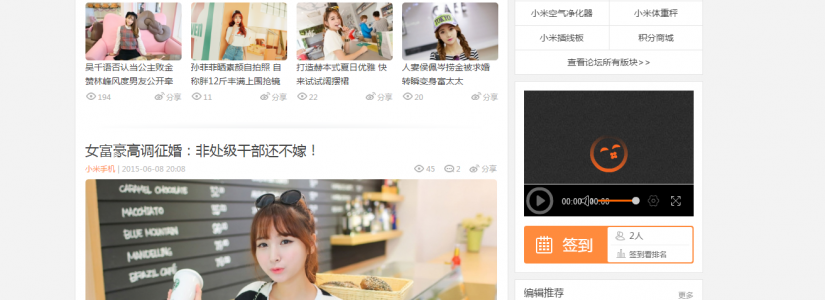 吴千语否认当公主败金
赞林峰风度男友公开牵
194 分享
孙菲菲晒素颜自拍照 自
称胖12斤丰满上围抢镜
11 分享
打造赫本式夏日优雅 快
来试试阔摆裙
22 分享
人妻侯佩岑捞金被求婚
转瞬变身富太太
20 分享
女富豪高调征婚：非处级干部还不嫁！
小米手机 | 2015-06-08 20:08
45 2 分享
CARAMEL CHOCOLATE
MACCHIATO
BLUE MOUNTAIN
MANDELLING
BRAZIL CAFE
小米空气净化器 小米体重秤
小米插线板 积分商城
查看论坛所有版块>>
00:00/00:00
签到
2人
签到看排名
编辑推荐 更多